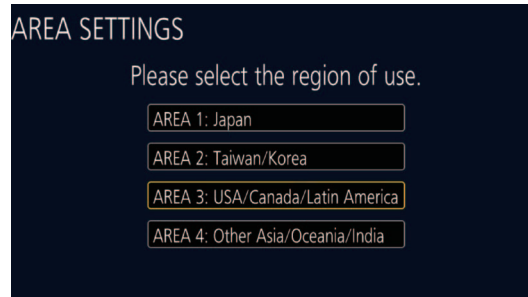 AREA SETTINGS
Please select the region of use.
AREA 1: Japan
AREA 2: Taiwan/Korea
AREA 3: USA/Canada/Latin America
AREA 4: Other Asia/Oceania/India